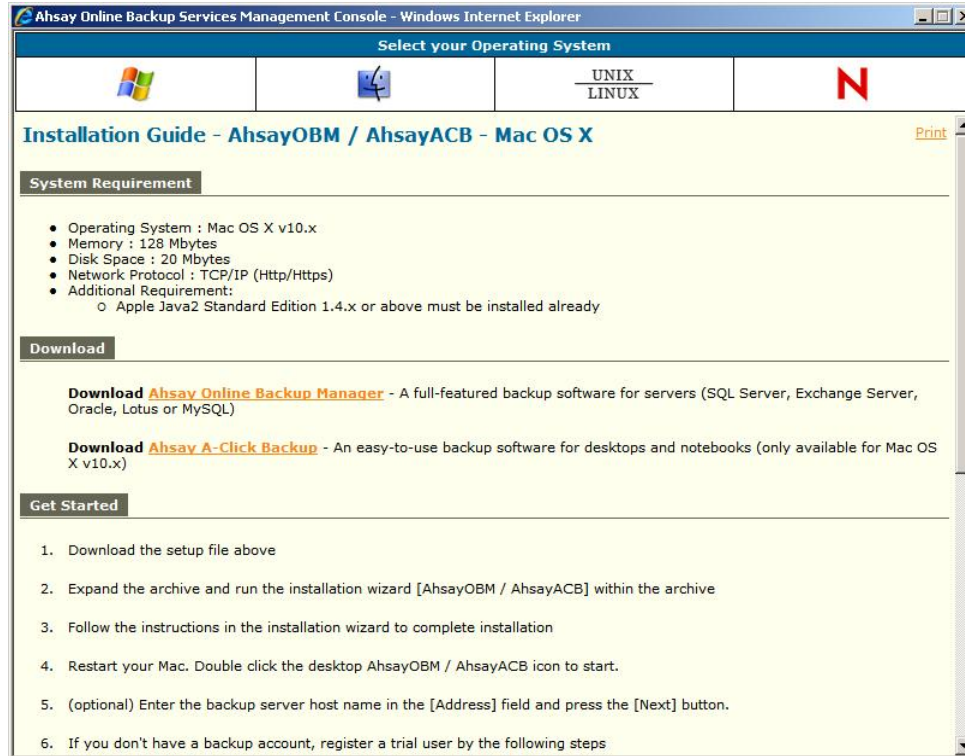 Ahsay Online Backup Services Management Console - Windows Internet Explorer
Select your Operating System
UNIX
LINUX
N
Installation Guide - AhsayOBM / AhsayACB - Mac OS X
Print
System Requirement
• Operating System : Mac OS X v10.x
• Memory : 128 Mbytes
• Disk Space : 20 Mbytes
• Network Protocol : TCP/IP (Http/Https)
• Additional Requirement:
o Apple Java2 Standard Edition 1.4.x or above must be installed already
Download
Download Ahsay Online Backup Manager - A full-featured backup software for servers (SQL Server, Exchange Server,
Oracle, Lotus or MySQL)
Download Ahsay A-Click Backup - An easy-to-use backup software for desktops and notebooks (only available for Mac OS
X v10.x)
Get Started
1. Download the setup file above
2. Expand the archive and run the installation wizard [AhsayOBM / AhsayACB] within the archive
3. Follow the instructions in the installation wizard to complete installation
4. Restart your Mac. Double click the desktop AhsayOBM / AhsayACB icon to start.
5. (optional) Enter the backup server host name in the [Address] field and press the [Next] button.
6. If you don't have a backup account, register a trial user by the following steps